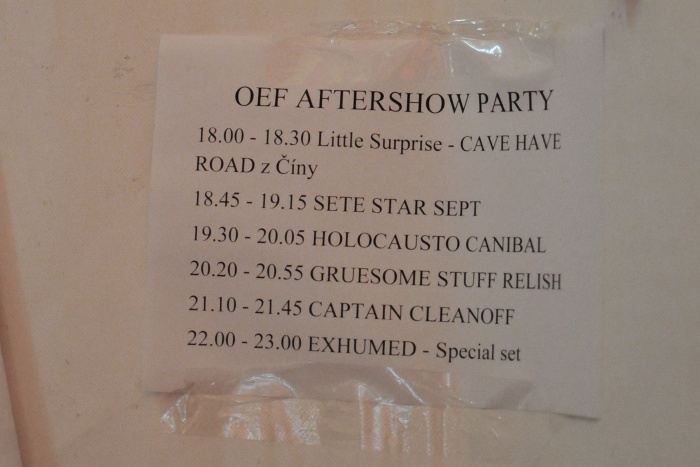 OEF AFTERSHOW PARTY
18.00 - 18.30 Little Surprise - CAVE HAVE
ROAD z Číny
18.45 - 19.15 SETE STAR SEPT
19.30 - 20.05 HOLOCAUSTO CANIBAL
20.20 - 20.55 GRUESOME STUFF RELISH
21.10 - 21.45 CAPTAIN CLEANOFF
22.00 - 23.00 EXHUMED - Special set